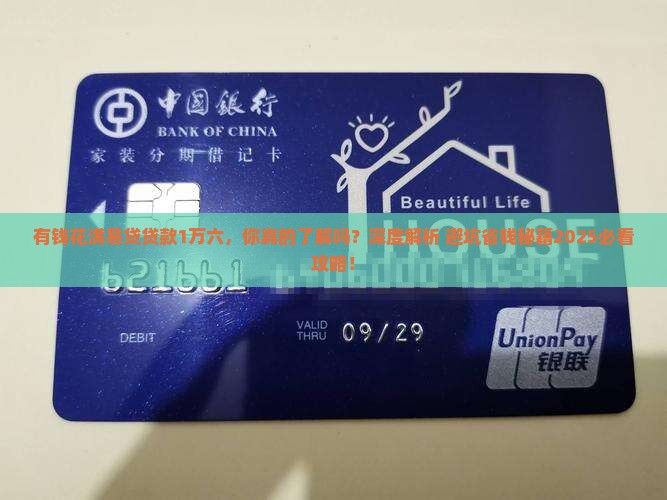 中国银行
BANK OF CHINA
家装分期借记卡
Beautiful Life
HOUSE
有钱花满易贷贷款1万六，你真的了解吗？深度解析 避坑省钱秘籍2025必看
攻略！
621661
DEBIT
VALID
THRU
09/29
UnionPay
银联